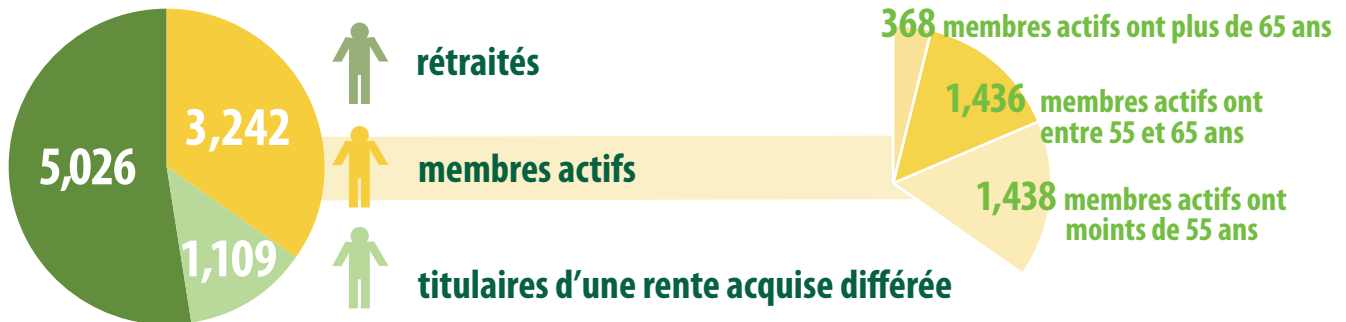 5,026
3,242
1,109
rétraités
membres actifs
titulaires d'une rente acquise différée
368 membres actifs ont plus de 65 ans
1,436 membres actifs ont
entre 55 et 65 ans
1,438 membres actifs ont
moints de 55 ans